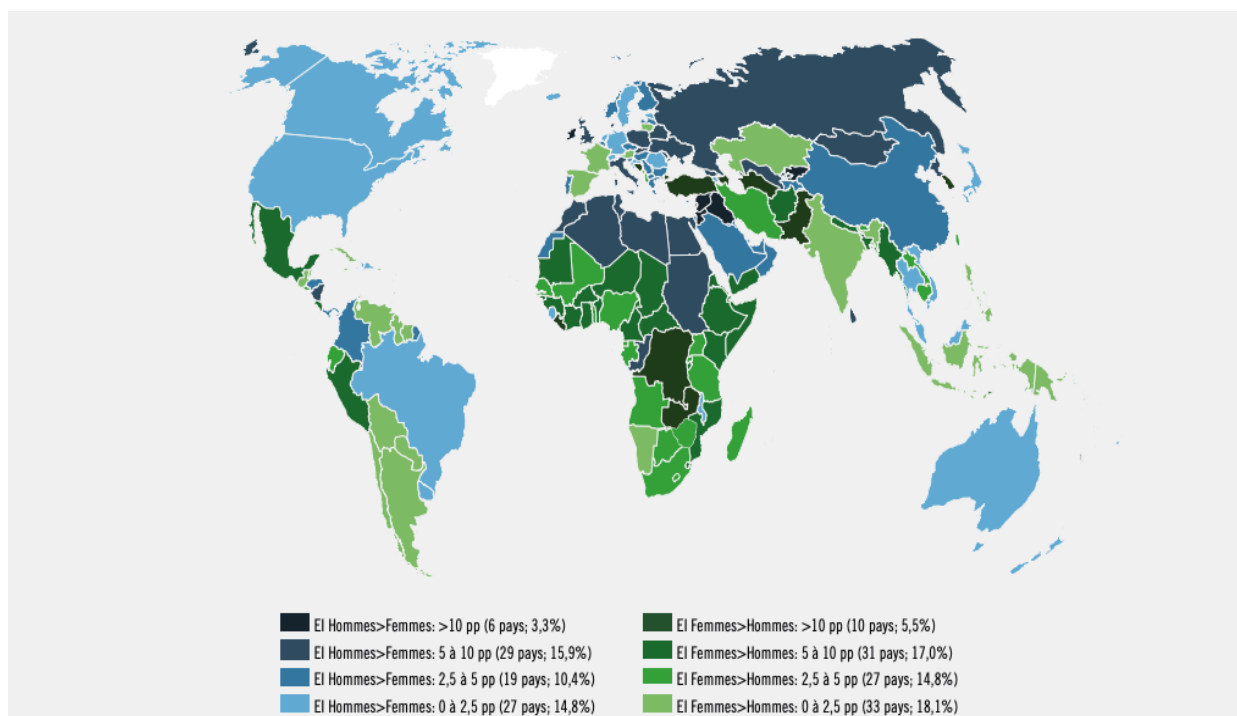 EI Hommes>Femmes: >10 pp (6 pays; 3,3%)
EI Hommes>Femmes: 5 à 10 pp (29 pays; 15,9%)
EI Hommes>Femmes: 2,5 à 5 pp (19 pays; 10,4%)
EI Hommes>Femmes: 0 à 2,5 pp (27 pays; 14,8%)
EI Femmes>Hommes: >10 pp (10 pays; 5,5%)
EI Femmes>Hommes: 5 à 10 pp (31 pays; 17,0%)
EI Femmes>Hommes: 2,5 à 5 pp (27 pays; 14,8%)
EI Femmes>Hommes: 0 à 2,5 pp (33 pays; 18,1%)